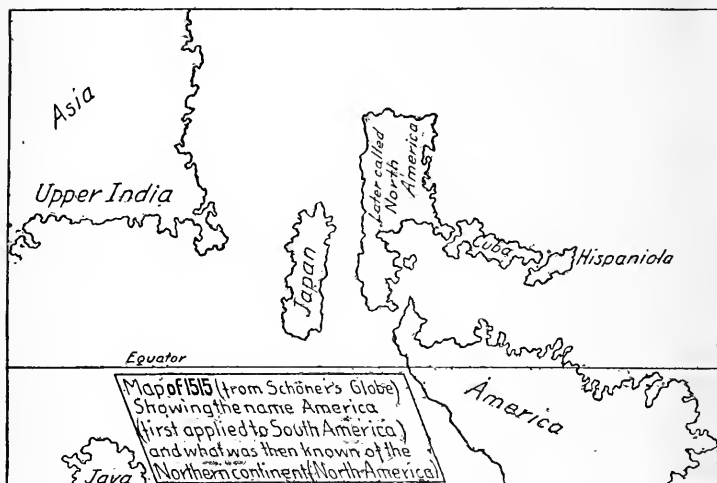 Asia
Upper India
Later called
North
America
Japan
Cuba
Hispaniola
Equator
America
Map of 1515 (from Schöner's Globe)
Showing the name America
(first applied to South America)
and what was then known of the
Northern continent (North America)
Java